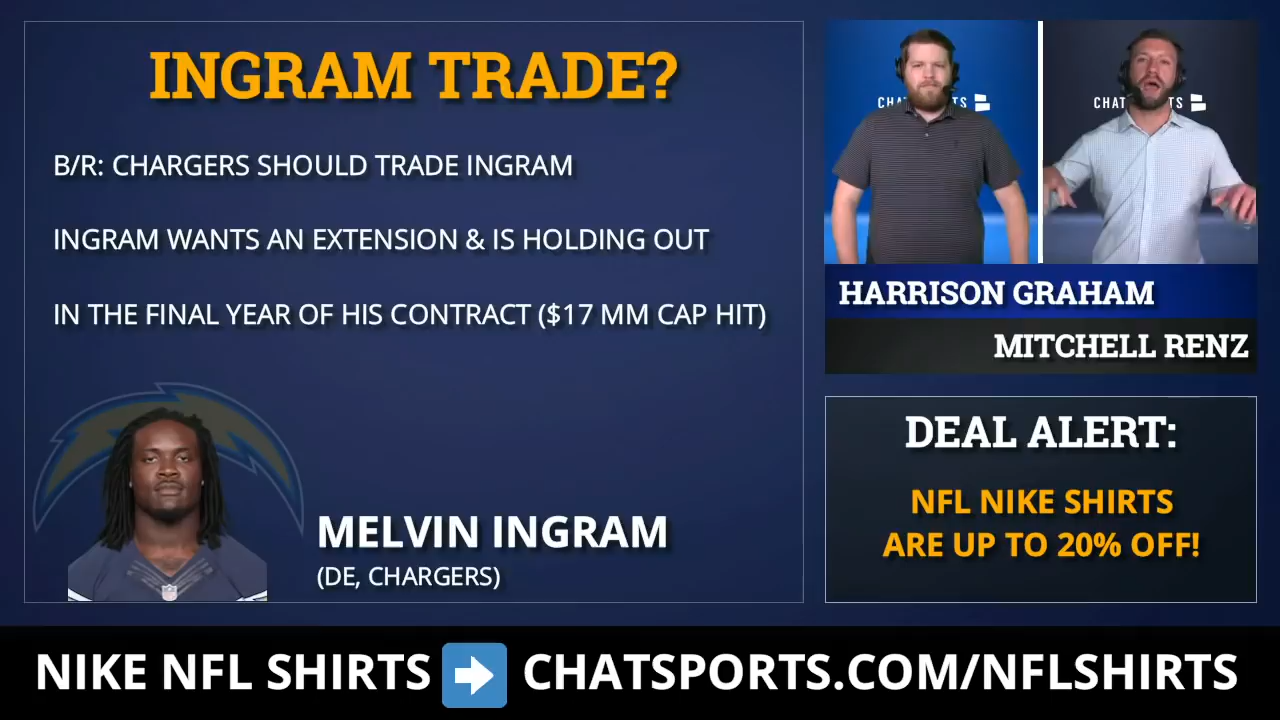 INGRAM TRADE?
B/R: CHARGERS SHOULD TRADE INGRAM
INGRAM WANTS AN EXTENSION & IS HOLDING OUT
IN THE FINAL YEAR OF HIS CONTRACT ($17 MM CAP HIT)
MELVIN INGRAM
(DE, CHARGERS)
HARRISON GRAHAM
MITCHELL RENZ
DEAL ALERT:
NFL NIKE SHIRTS
ARE UP TO 20% OFF!
NIKE NFL SHIRTS ➡ CHATSPORTS.COM/NFLSHIRTS